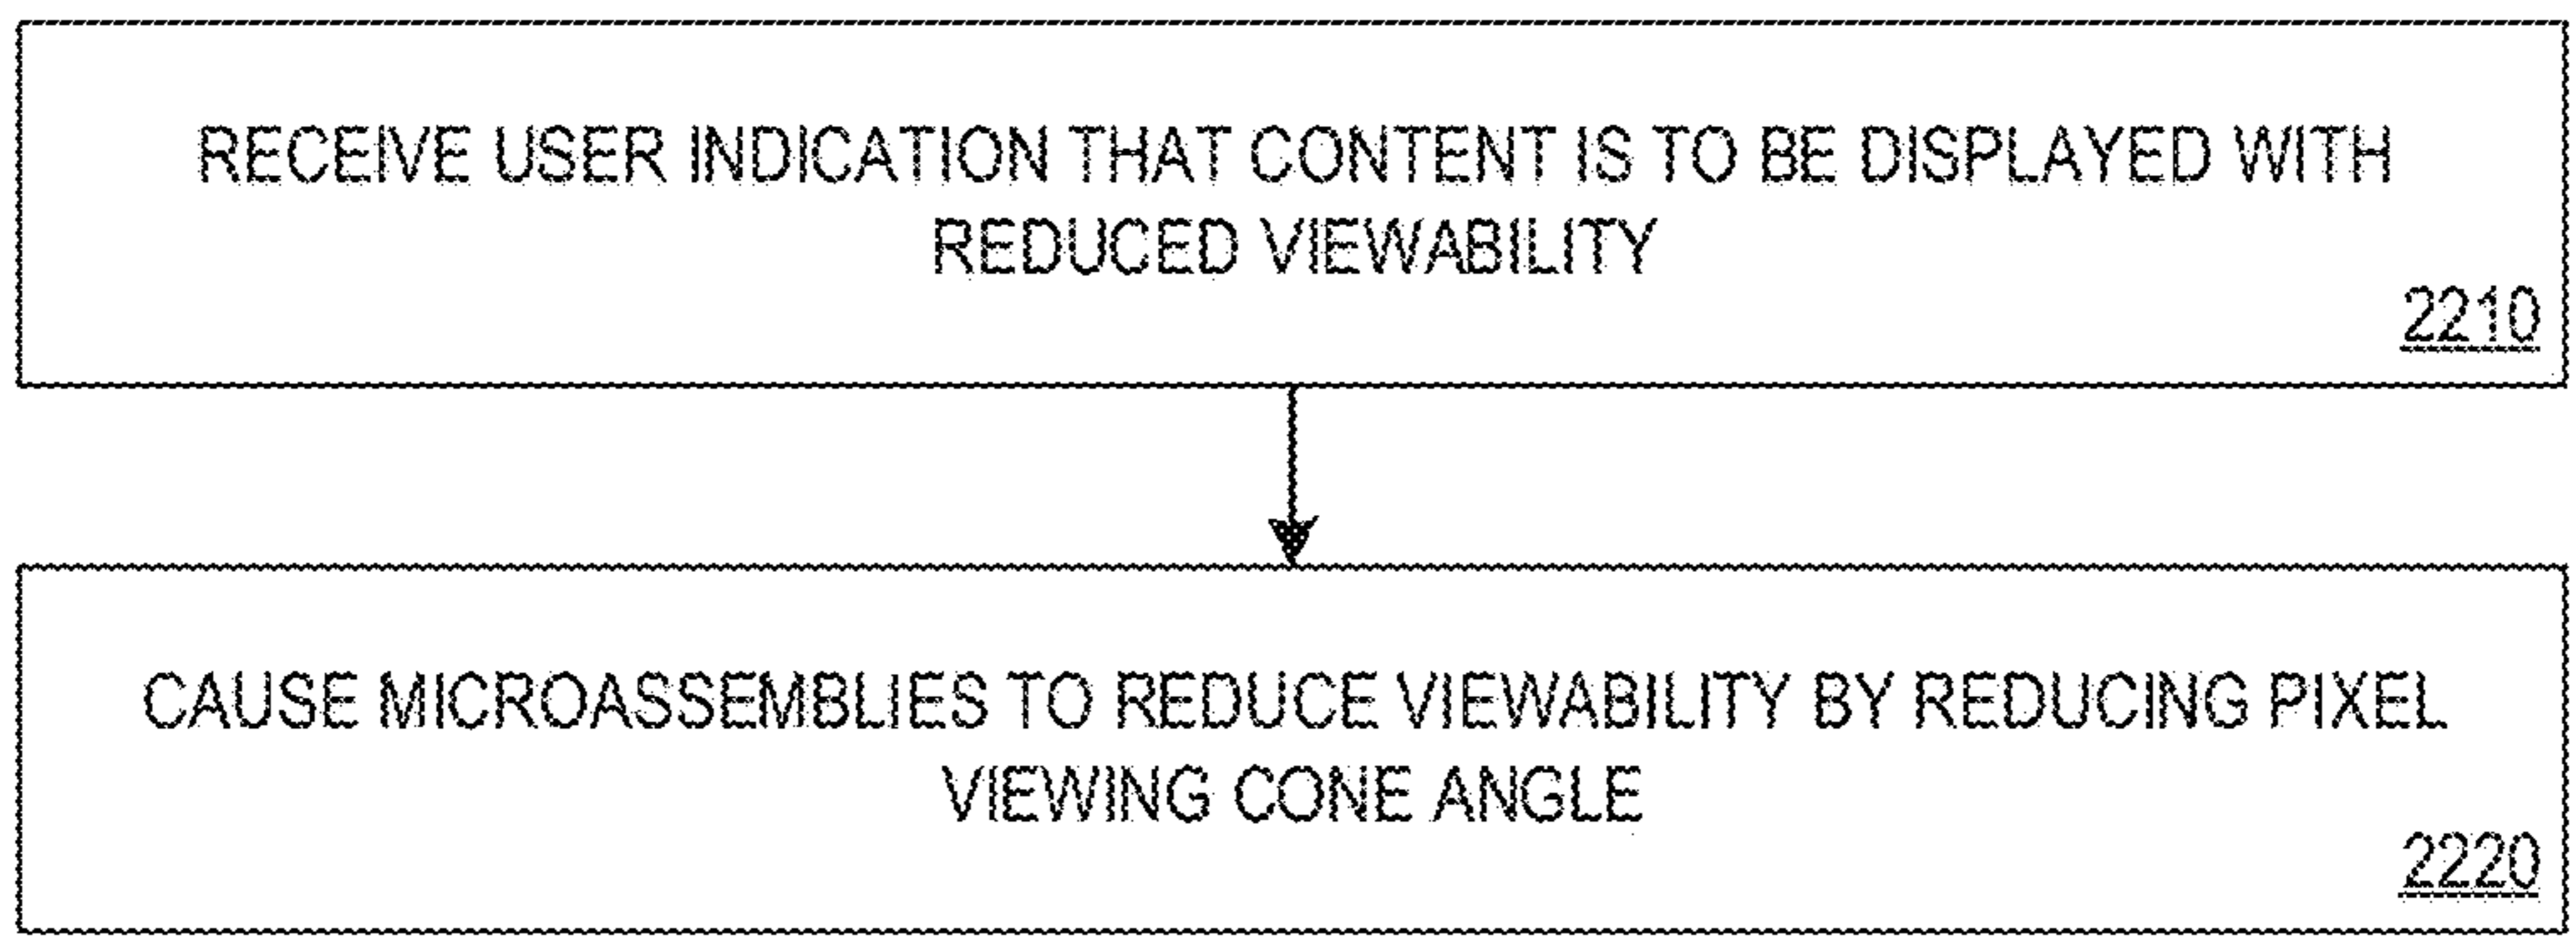 RECEIVE USER INDICATION THAT CONTENT IS TO BE DISPLAYED WITH
REDUCED VIEWABILITY
2210
CAUSE MICROASSEMBLIES TO REDUCE VIEWABILITY BY REDUCING PIXEL
VIEWING CONE ANGLE
2220